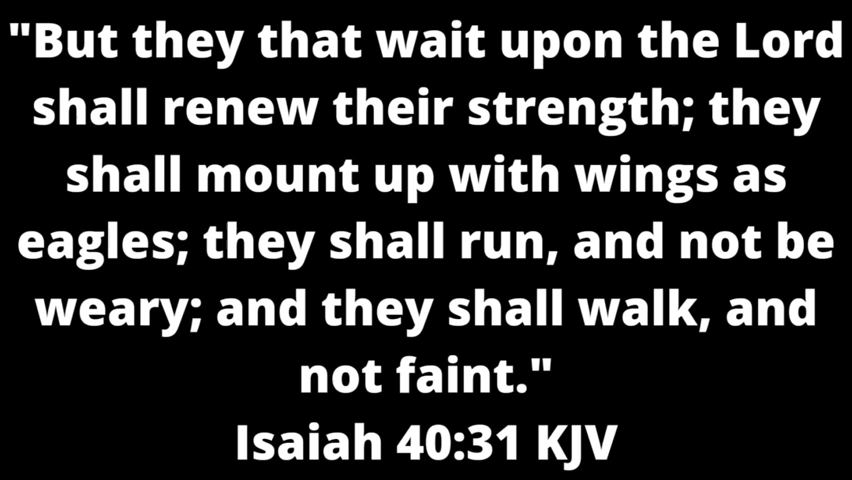 "But they that wait upon the Lord
shall renew their strength; they
shall mount up with wings as
eagles; they shall run, and not be
weary; and they shall walk, and
not faint."
Isaiah 40:31 KJV